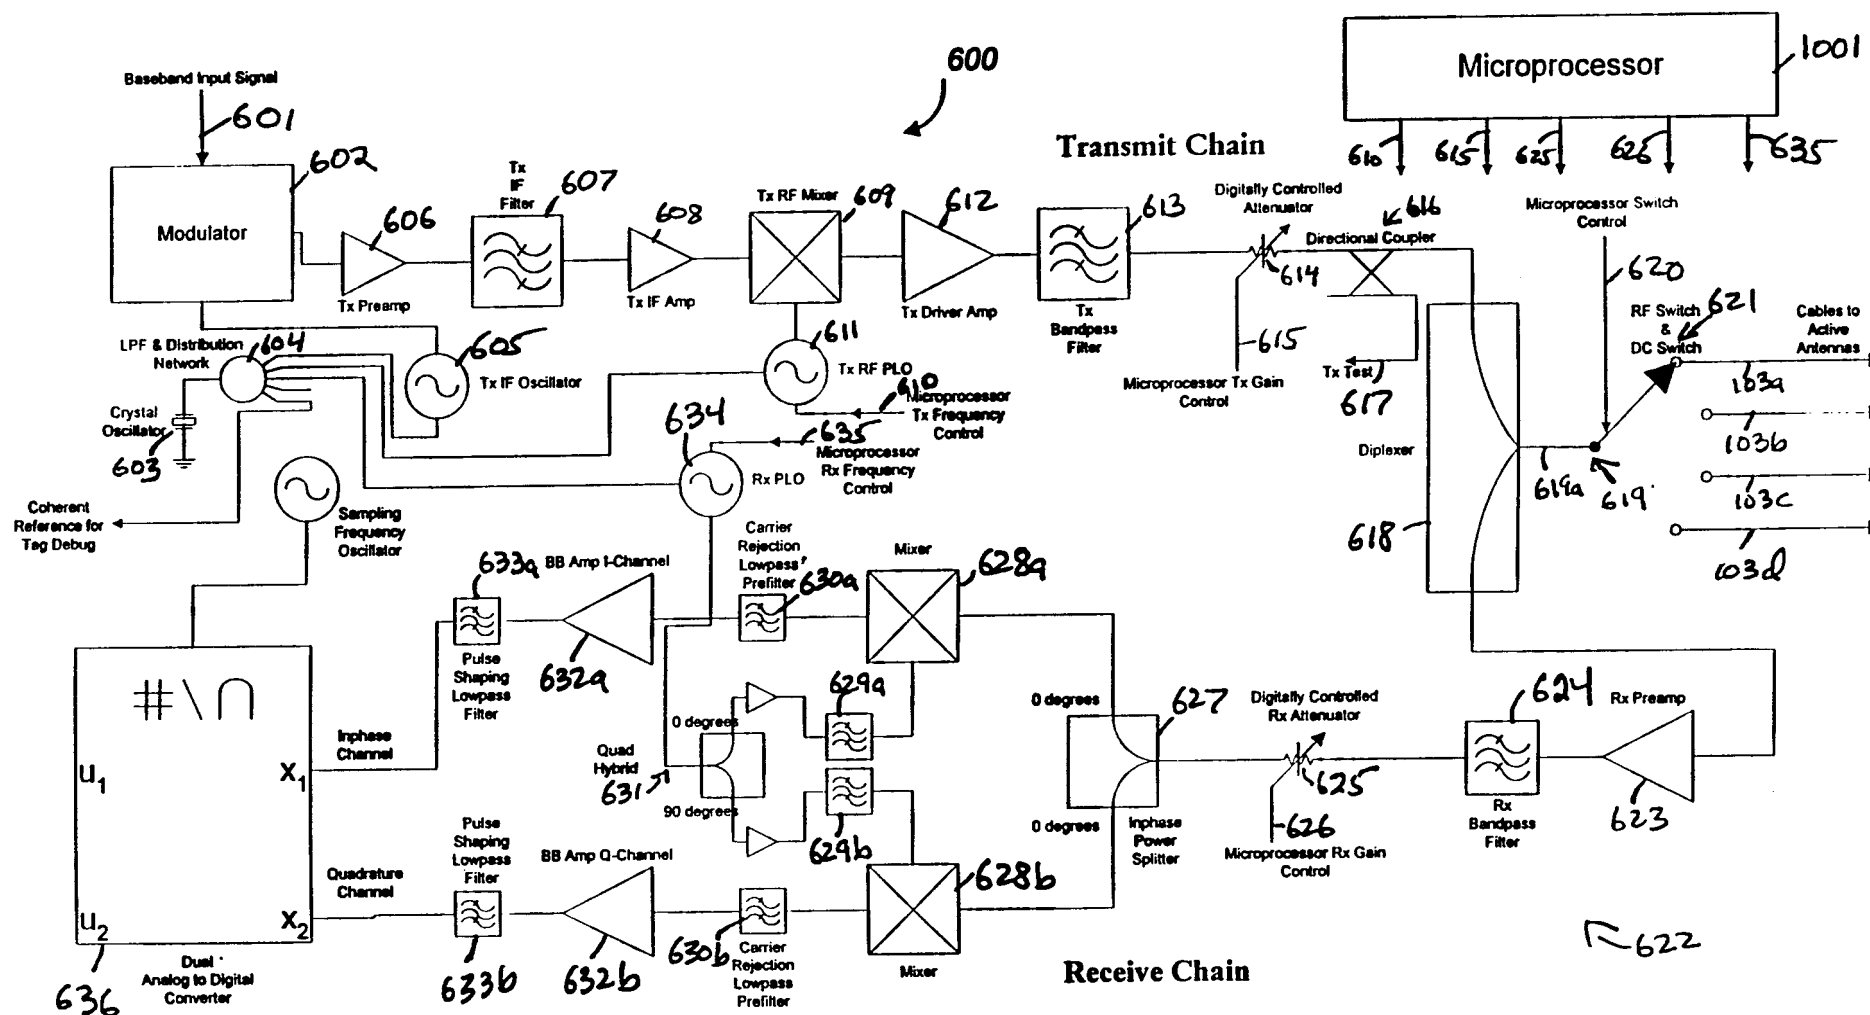 600
Microprocessor
1001
610
615
625
626
635
Baseband Input Signal
601
Transmit Chain
602
Modulator
606
Tx Preamp
Tx
IF
Filter
607
608
Tx IF Amp
Tx RF Mixer
609
612
Tx Driver Amp
613
Tx
Bandpass
Filter
Digitally Controlled
Attenuator
614
615
Microprocessor Tx Gain
Control
616
Directional Coupler
Tx Test
617
Microprocessor Switch
Control
620
RF Switch
&
DC Switch
621
Cables to
Active
Antennas
103a
103b
103c
103d
LPF & Distribution
Network
604
605
Tx IF Oscillator
611
Tx RF PLO
610
Microprocessor
Tx Frequency
Control
Crystal
Oscillator
603
634
635
Microprocessor
Rx Frequency
Control
Rx PLO
Diplexer
618
619a
619
Coherent
Reference for
Tag Debug
Sampling
Frequency
Oscillator
633a
BB Amp I-Channel
Carrier
Rejection
Lowpass
Prefilter
630a
Mixer
628a
Pulse
Shaping
Lowpass
Filter
632a
#\∩
Inphase
Channel
u1
x1
0 degrees
629a
Quad
Hybrid
631
90 degrees
629b
0 degrees
627
0 degrees
Inphase
Power
Splitter
Digitally Controlled
Rx Attenuator
625
626
Microprocessor Rx Gain
Control
624
Rx
Bandpass
Filter
Rx Preamp
623
Quadrature
Channel
u2
x2
Pulse
Shaping
Lowpass
Filter
633b
BB Amp Q-Channel
632b
630b
Carrier
Rejection
Lowpass
Prefilter
628b
Mixer
Receive Chain
622
636
Dual
Analog to Digital
Converter